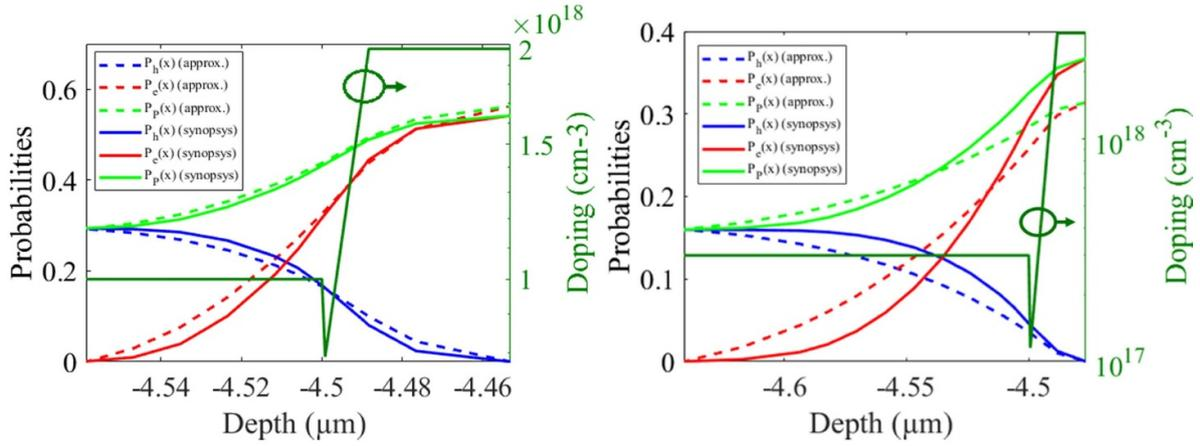 ×10^18
Probabilities
0.6
0.4
0.2
0
P_h(x) (approx.)
P_e(x) (approx.)
P_P(x) (approx.)
P_h(x) (synopsys)
P_e(x) (synopsys)
P_P(x) (synopsys)
2
1.5
1
Doping (cm-3)
-4.54
-4.52
-4.5
-4.48
-4.46
Depth (μm)
Probabilities
0.4
0.3
0.2
0.1
0
P_h(x) (approx.)
P_e(x) (approx.)
P_P(x) (approx.)
P_h(x) (synopsys)
P_e(x) (synopsys)
P_P(x) (synopsys)
10^18
10^17
Doping (cm^-3)
-4.6
-4.55
-4.5
Depth (μm)